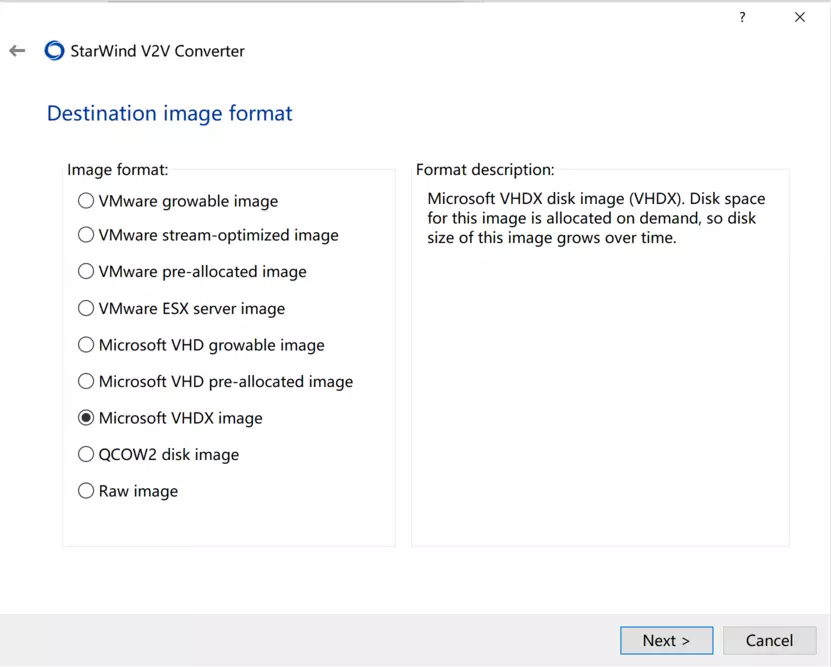 ?
StarWind V2V Converter
Destination image format
Image format:
VMware growable image
VMware stream-optimized image
VMware pre-allocated image
VMware ESX server image
Microsoft VHD growable image
Microsoft VHD pre-allocated image
Microsoft VHDX image
QCOW2 disk image
Raw image
Format description:
Microsoft VHDX disk image (VHDX). Disk space
for this image is allocated on demand, so disk
size of this image grows over time.
Next >
Cancel